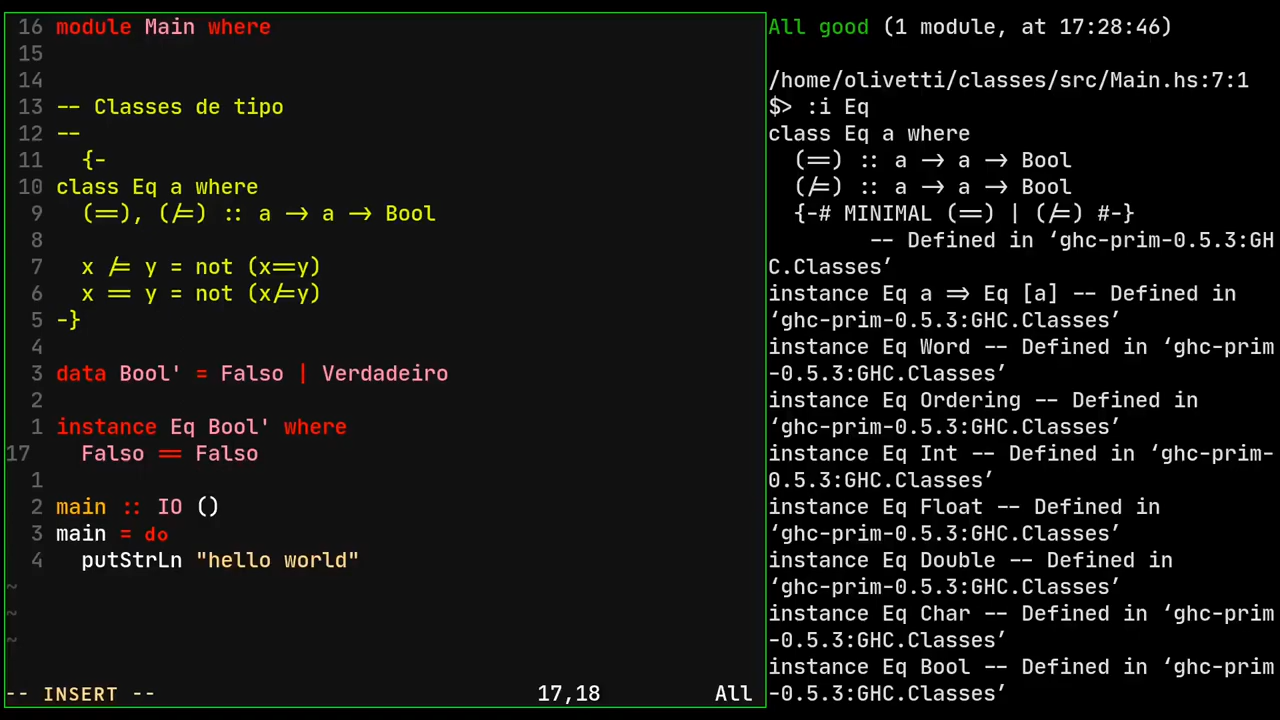 16 module Main where
15
14
13 -- Classes de tipo
12 --
11   {-
10 class Eq a where
 9   (==), (/=) :: a -> a -> Bool
 8
 7   x /= y = not (x==y)
 6   x == y = not (x/=y)
 5 -}
 4
 3 data Bool' = Falso | Verdadeiro
 2
 1 instance Eq Bool' where
17   Falso == Falso
 1
 2 main :: IO ()
 3 main = do
 4   putStrLn "hello world"
~
~
~
-- INSERT --                17,18         All
All good (1 module, at 17:28:46)

/home/olivetti/classes/src/Main.hs:7:1
$> :i Eq
class Eq a where
  (==) :: a -> a -> Bool
  (/=) :: a -> a -> Bool
  {-# MINIMAL (==) | (/=) #-}
        -- Defined in ‘ghc-prim-0.5.3:GH
C.Classes’
instance Eq a => Eq [a] -- Defined in
‘ghc-prim-0.5.3:GHC.Classes’
instance Eq Word -- Defined in ‘ghc-prim
-0.5.3:GHC.Classes’
instance Eq Ordering -- Defined in
‘ghc-prim-0.5.3:GHC.Classes’
instance Eq Int -- Defined in ‘ghc-prim-
0.5.3:GHC.Classes’
instance Eq Float -- Defined in
‘ghc-prim-0.5.3:GHC.Classes’
instance Eq Double -- Defined in
‘ghc-prim-0.5.3:GHC.Classes’
instance Eq Char -- Defined in ‘ghc-prim
-0.5.3:GHC.Classes’
instance Eq Bool -- Defined in ‘ghc-prim
-0.5.3:GHC.Classes’